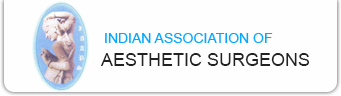 INDIAN ASSOCIATION OF
AESTHETIC SURGEONS